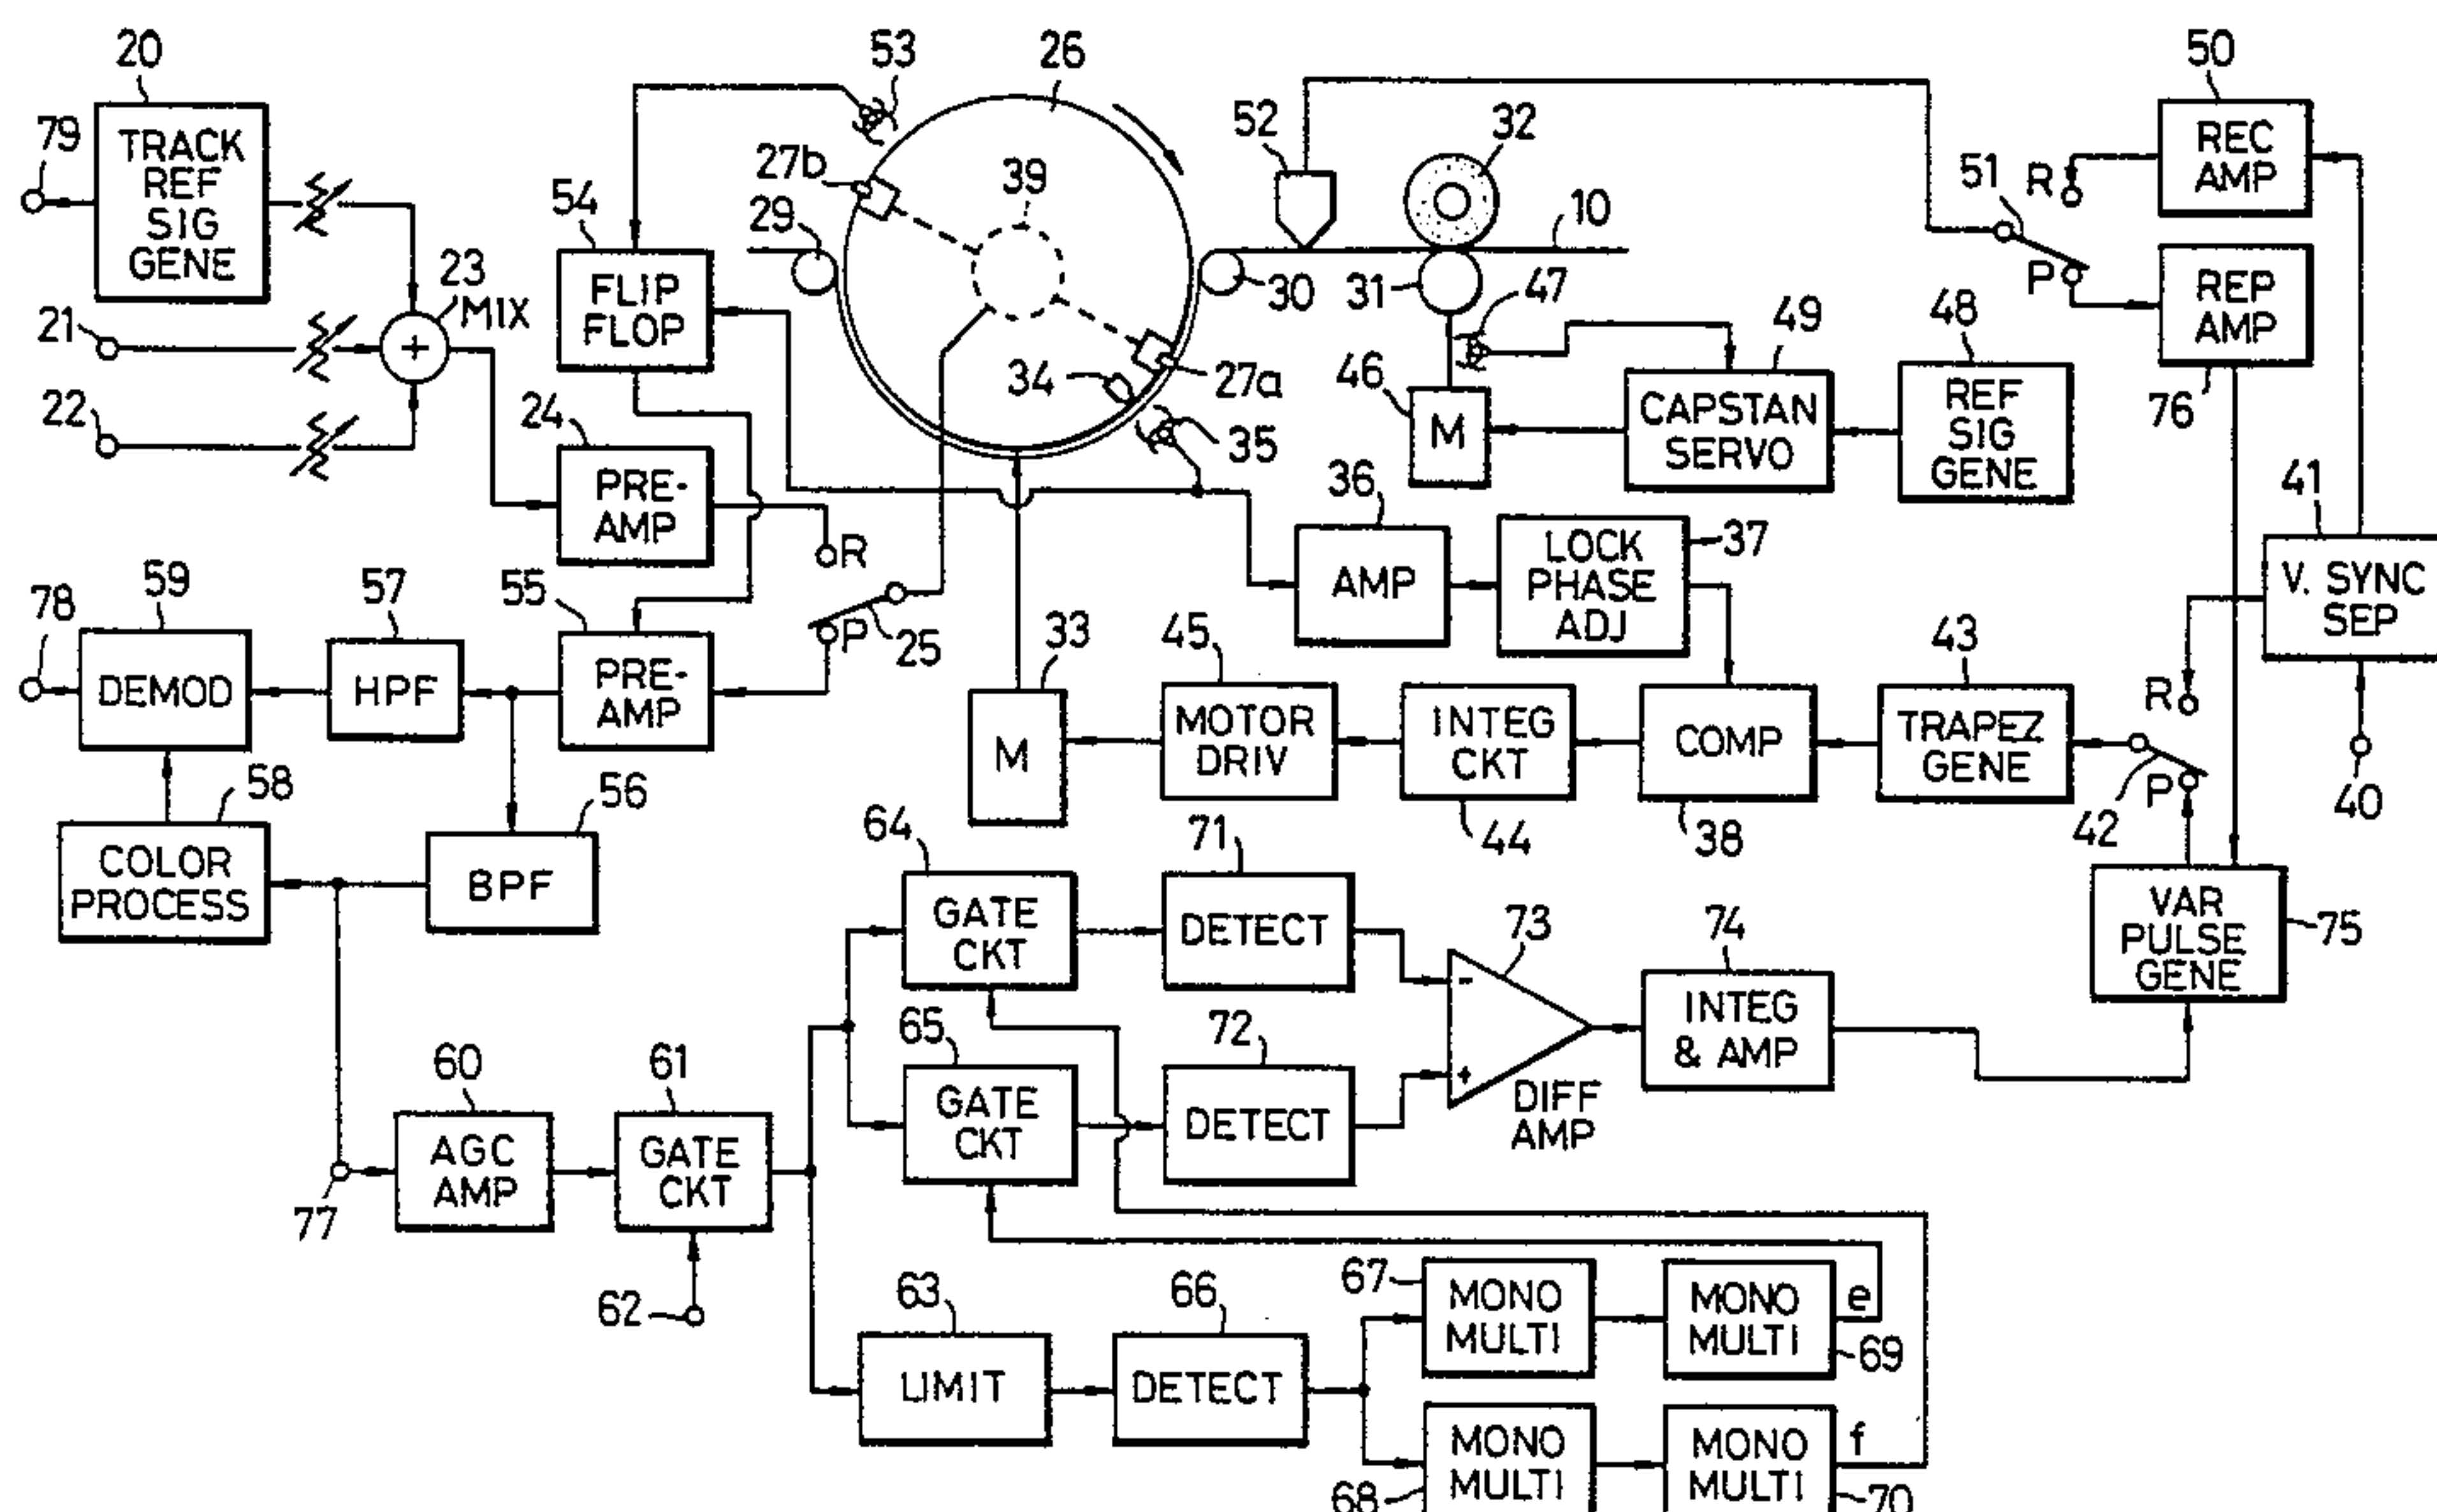 20
53
26
50
79
TRACK
REF
SIG
GENE
52
32
REC
AMP
27b
39
51
R
29
10
54
23
MIX
FLIP
FLOP
30
31
47
P
REP
AMP
21
49
48
34
27a
46
M
CAPSTAN
SERVO
REF
SIG
GENE
76
22
24
35
PRE-
AMP
36
41
R
AMP
LOCK
PHASE
ADJ
37
V. SYNC
SEP
78
59
57
55
P
25
33
45
43
DEMOD
HPF
PRE-
AMP
R
M
MOTOR
DRIV
INTEG
CKT
COMP
TRAPEZ
GENE
P
58
56
64
71
44
38
42
40
COLOR
PROCESS
BPF
GATE
CKT
DETECT
73
74
VAR
PULSE
GENE
75
-
65
72
INTEG
& AMP
60
61
GATE
CKT
DETECT
+
DIFF
AMP
AGC
AMP
GATE
CKT
77
62
63
66
67
MONO
MULTI
MONO
MULTI
e
69
LIMIT
DETECT
MONO
MULTI
MONO
MULTI
f
68
70